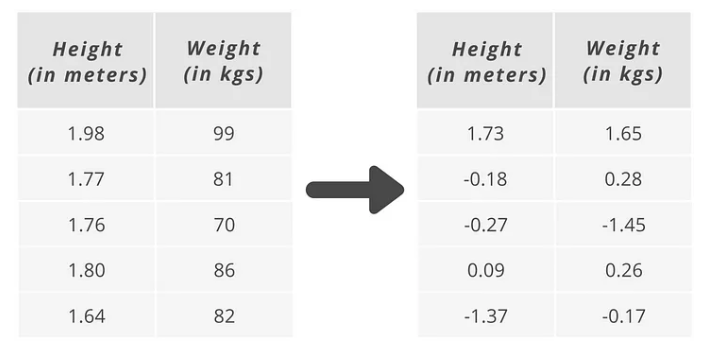 Height Weight Height Weight
(in meters) (in kgs) (in meters) (in kgs)
1.98 99 1.73 1.65
1.77 81 -0.18 0.28
1.76 70 -0.27 -1.45
1.80 86 0.09 0.26
1.64 82 -1.37 -0.17